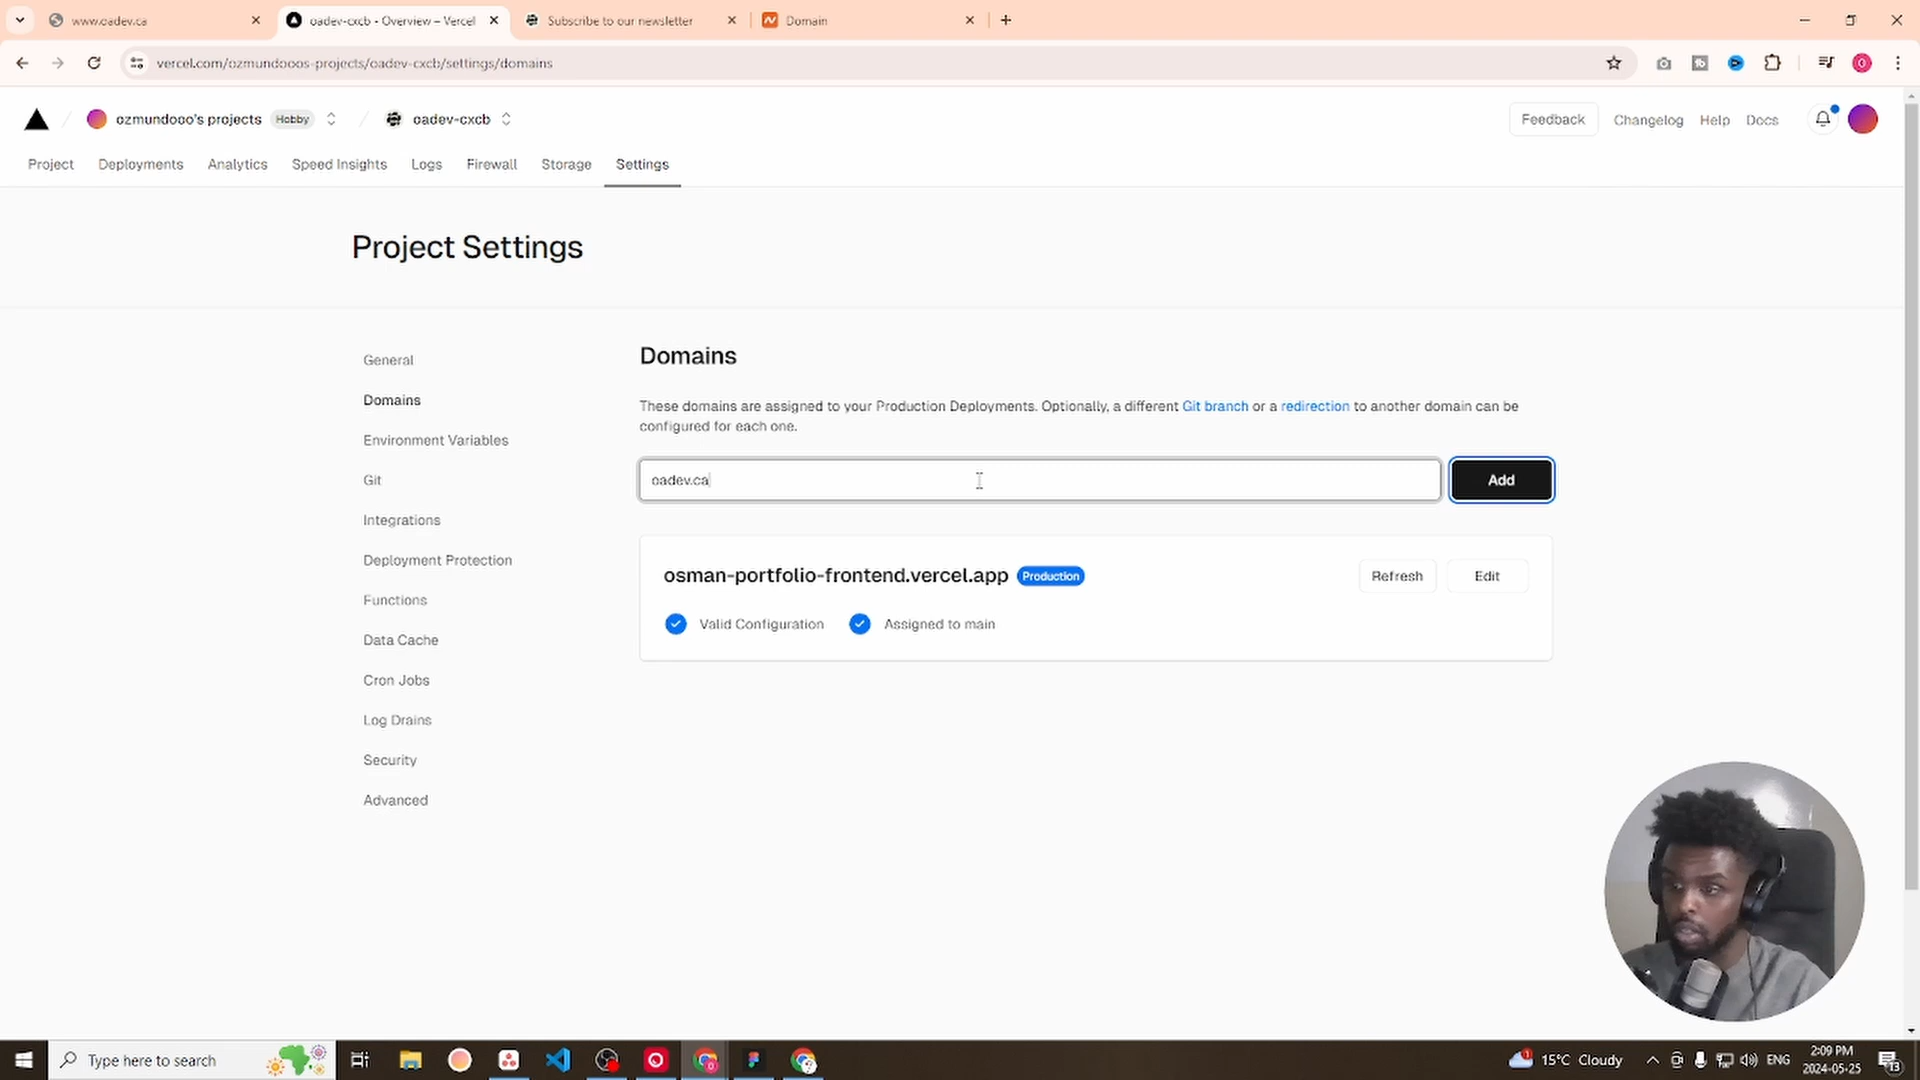 www.oadev.ca
oadev-cxcb - Overview – Vercel
Subscribe to our newsletter
Domain
vercel.com/ozmundooos-projects/oadev-cxcb/settings/domains
ozmundooo's projects
Hobby
oadev-cxcb
Feedback
Changelog
Help
Docs
Project
Deployments
Analytics
Speed Insights
Logs
Firewall
Storage
Settings
Project Settings
General
Domains
Environment Variables
Git
Integrations
Deployment Protection
Functions
Data Cache
Cron Jobs
Log Drains
Security
Advanced
Domains
These domains are assigned to your Production Deployments. Optionally, a different Git branch or a redirection to another domain can be
configured for each one.
oadev.ca
Add
osman-portfolio-frontend.vercel.app
Production
Refresh
Edit
Valid Configuration
Assigned to main
Type here to search
15°C Cloudy
ENG
2:09 PM
2024-05-25
13